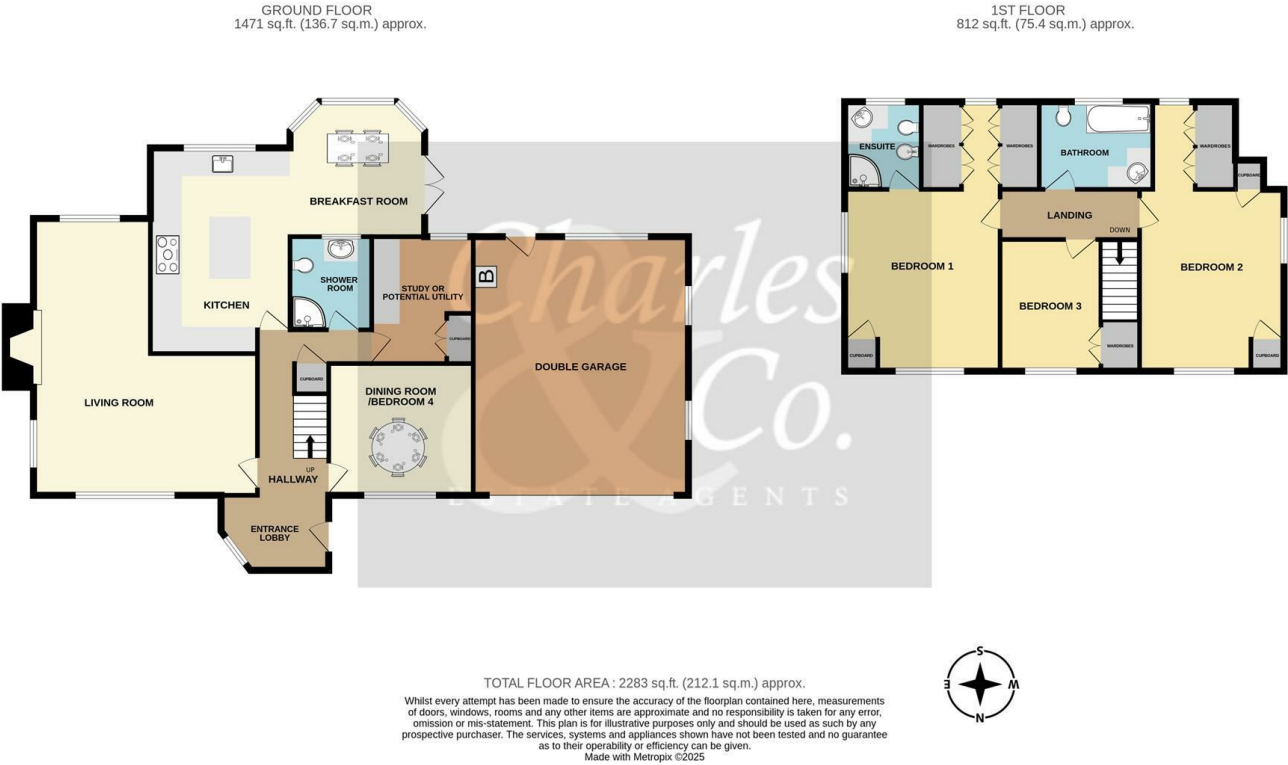 GROUND FLOOR
1471 sq.ft. (136.7 sq.m.) approx.
1ST FLOOR
812 sq.ft. (75.4 sq.m.) approx.
BREAKFAST ROOM
KITCHEN
SHOWER
ROOM
STUDY OR
POTENTIAL UTILITY
CUPBOARD
B
DOUBLE GARAGE
LIVING ROOM
CUPBOARD
DINING ROOM
/BEDROOM 4
UP
HALLWAY
ENTRANCE
LOBBY
ENSUITE
WARDROBES
WARDROBES
BATHROOM
WARDROBES
CUPBOARD
LANDING
DOWN
BEDROOM 1
BEDROOM 2
BEDROOM 3
CUPBOARD
WARDROBES
CUPBOARD
Charles
&Co.
ESTATE AGENTS
S
E
W
N
TOTAL FLOOR AREA : 2283 sq.ft. (212.1 sq.m.) approx.
Whilst every attempt has been made to ensure the accuracy of the floorplan contained here, measurements
of doors, windows, rooms and any other items are approximate and no responsibility is taken for any error,
omission or mis-statement. This plan is for illustrative purposes only and should be used as such by any
prospective purchaser. The services, systems and appliances shown have not been tested and no guarantee
as to their operability or efficiency can be given.
Made with Metropix ©2025